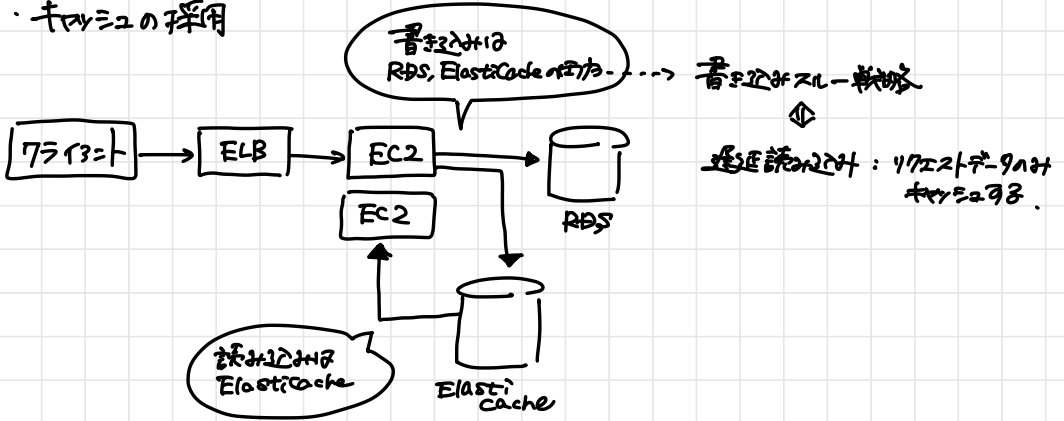 ・キャッシュの採用
書き込みは
RDS, ElastiCacheの両方
書き込みスルー戦略
クライアント
ELB
EC2
遅延読み込み：リクエストデータのみ
キャッシュする.
EC2
RDS
読み込みは
ElastiCache
Elasti
cache